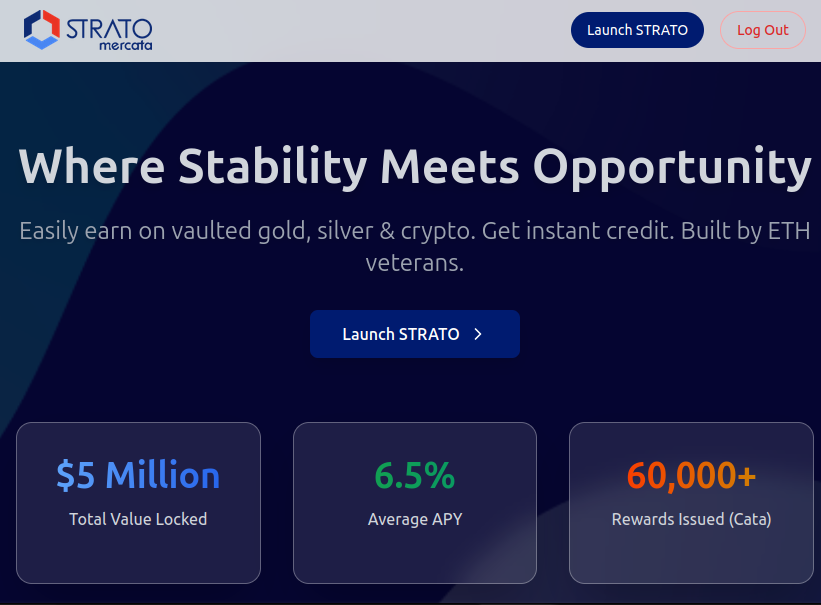 STRATO
mercata
Launch STRATO
Log Out
Where Stability Meets Opportunity
Easily earn on vaulted gold, silver & crypto. Get instant credit. Built by ETH
veterans.
Launch STRATO
$5 Million
6.5%
60,000+
Total Value Locked
Average APY
Rewards Issued (Cata)